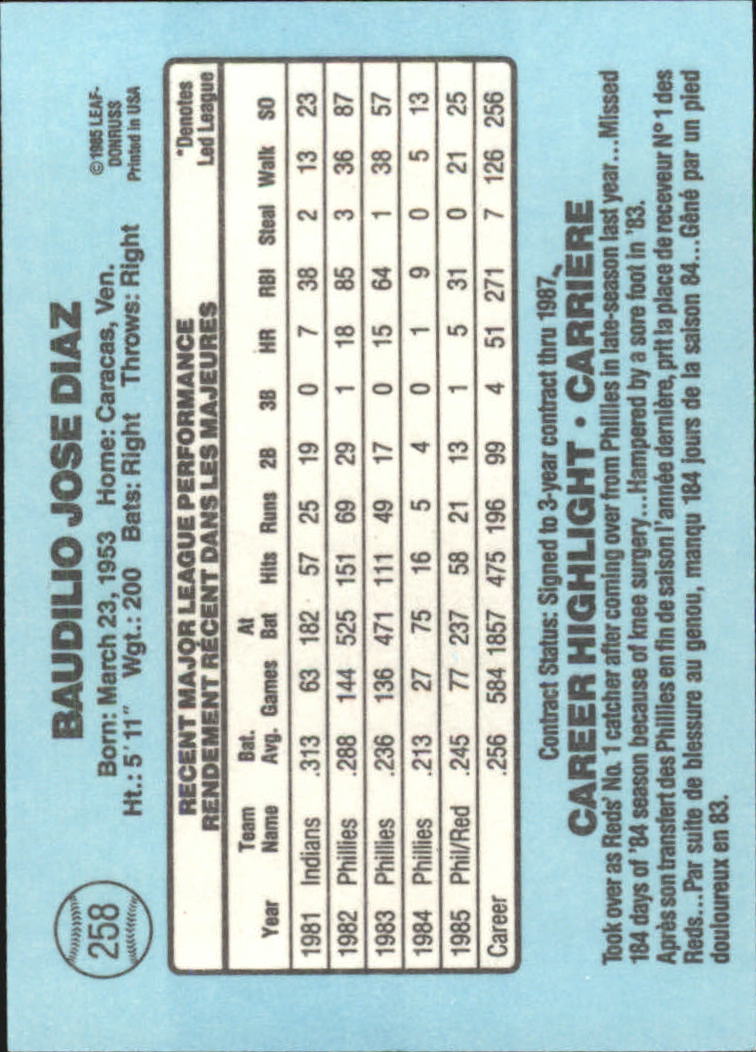 258
BAUDILIO JOSE DIAZ
Born: March 23, 1953 Home: Caracas, Ven.
Ht.: 5'11" Wgt.: 200 Bats: Right Throws: Right
©1985 LEAF-
DONRUSS
Printed in USA
RECENT MAJOR LEAGUE PERFORMANCE
RENDEMENT RÉCENT DANS LES MAJEURES
*Denotes
Led League
Year Team Name Bat. Avg. Games At Bat Hits Runs 2B 3B HR RBI Steal Walk SO
1981 Indians .313 63 182 57 25 19 0 7 38 2 13 23
1982 Phillies .288 144 525 151 69 29 1 18 85 3 36 87
1983 Phillies .236 136 471 111 49 17 0 15 64 1 38 57
1984 Phillies .213 27 75 16 5 4 0 1 9 0 5 13
1985 Phil/Red .245 77 237 58 21 13 1 5 31 0 21 25
Career .256 584 1857 475 196 99 4 51 271 7 126 256
Contract Status: Signed to 3-year contract thru 1987
CAREER HIGHLIGHT • CARRIÈRE
Took over as Reds' No. 1 catcher after coming over from Phillies in late-season last year...Missed
184 days of '84 season because of knee surgery...Hampered by a sore foot in '83.
Après son transfert des Phillies en fin de saison l'année dernière, prit la place de receveur N° 1 des
Reds...Par suite de blessure au genou, manqu 184 jours de la saison 84...Gêné par un pied
douloureux en 83.